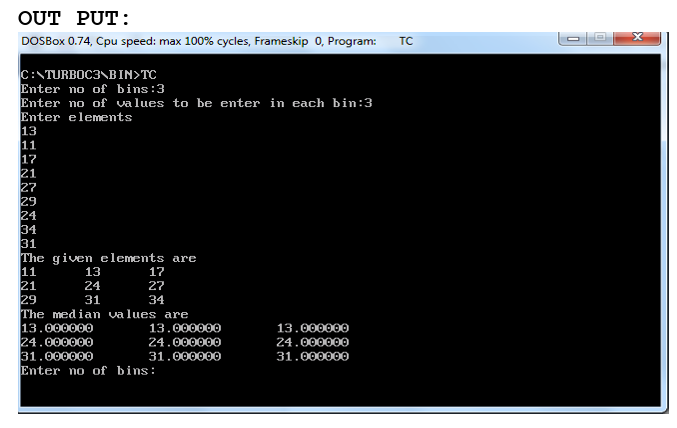 OUT PUT:
DOSBox 0.74, Cpu speed: max 100% cycles, Frameskip 0, Program: TC
C:\TURBOC3\BIN>TC
Enter no of bins:3
Enter no of values to be enter in each bin:3
Enter elements
13
11
17
21
27
29
24
34
31
The given elements are
11 13 17
21 24 27
29 31 34
The median values are
13.000000 13.000000 13.000000
24.000000 24.000000 24.000000
31.000000 31.000000 31.000000
Enter no of bins: